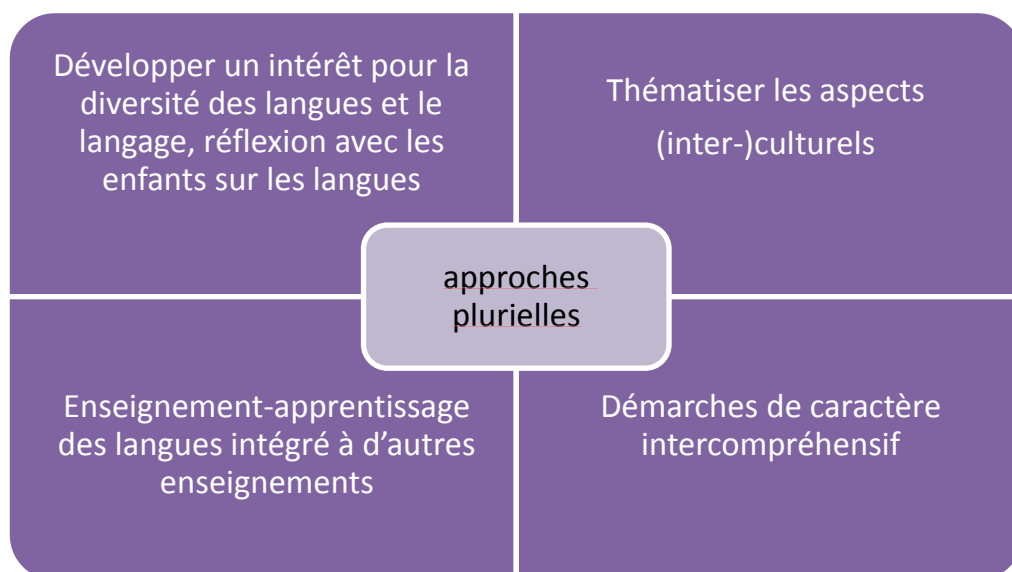 Développer un intérêt pour la
diversité des langues et le
langage, réflexion avec les
enfants sur les langues
Thématiser les aspects
(inter-)culturels
approches
plurielles
Enseignement-apprentissage
des langues intégré à d'autres
enseignements
Démarches de caractère
intercompréhensif